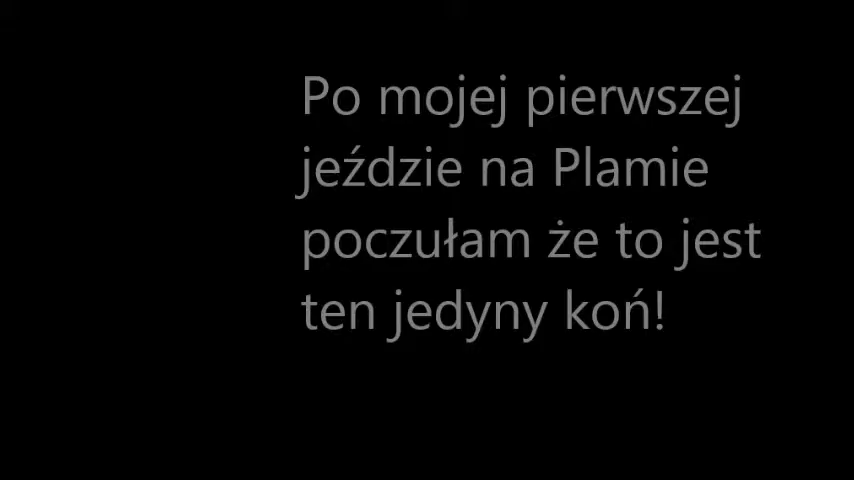 Po mojej pierwszej
jeździe na Plamie
poczułam że to jest
ten jedyny koń!